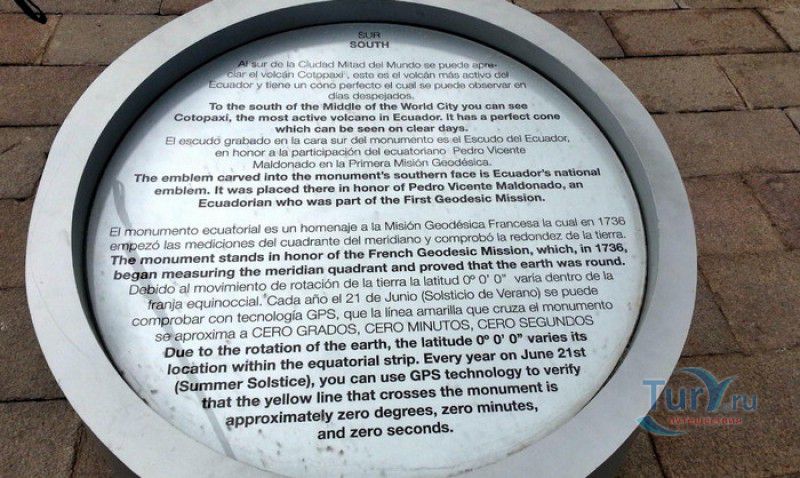 SUR
SOUTH
Al sur de la Ciudad Mitad del Mundo se puede apre-
ciar el volcán Cotopaxi , este es el volcán más activo del
Ecuador y tiene un cono perfecto el cual se puede observar en
días despejados.
To the south of the Middle of the World City you can see
Cotopaxi, the most active volcano in Ecuador. It has a perfect cone
which can be seen on clear days.
El escudo grabado en la cara sur del monumento es el Escudo del Ecuador,
en honor a la participación del ecuatoriano Pedro Vicente
Maldonado en la Primera Misión Geodésica.
The emblem carved into the monument's southern face is Ecuador's national
emblem. It was placed there in honor of Pedro Vicente Maldonado, an
Ecuadorian who was part of the First Geodesic Mission.
El monumento ecuatorial es un homenaje a la Misión Geodésica Francesa la cual en 1736
empezó las mediciones del cuadrante del meridiano y comprobó la redondez de la tierra.
The monument stands in honor of the French Geodesic Mission, which, in 1736,
began measuring the meridian quadrant and proved that the earth was round.
Debido al movimiento de rotación de la tierra la latitud 0º 0' 0" varía dentro de la
franja equinoccial. Cada año el 21 de Junio (Solsticio de Verano) se puede
comprobar con tecnología GPS, que la línea amarilla que cruza el monumento
se aproxima a CERO GRADOS, CERO MINUTOS, CERO SEGUNDOS
Due to the rotation of the earth, the latitude 0º 0' 0" varies its
location within the equatorial strip. Every year on June 21st
(Summer Solstice), you can use GPS technology to verify
that the yellow line that crosses the monument is
approximately zero degrees, zero minutes,
and zero seconds.
TurY.ru
путешествии